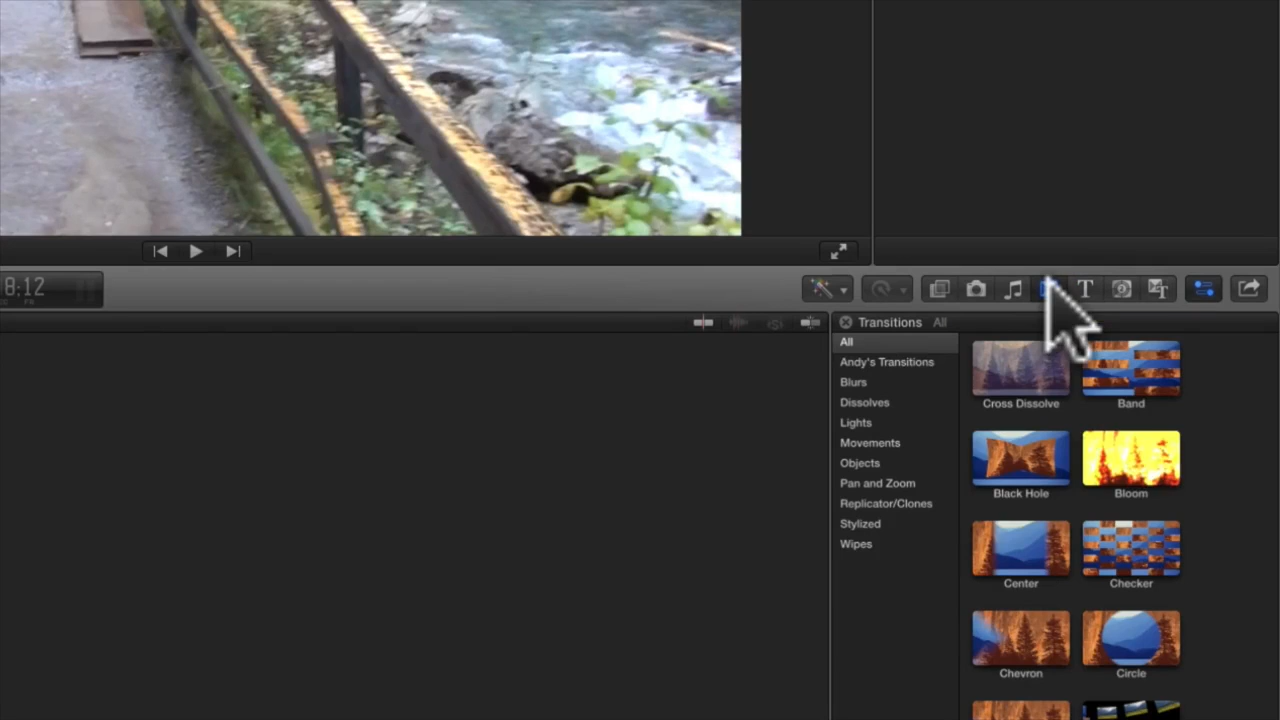 8:12
T
Transitions All
All
Andy's Transitions
Blurs
Dissolves
Lights
Movements
Objects
Pan and Zoom
Replicator/Clones
Stylized
Wipes
Cross Dissolve
Band
Black Hole
Bloom
Center
Checker
Chevron
Circle